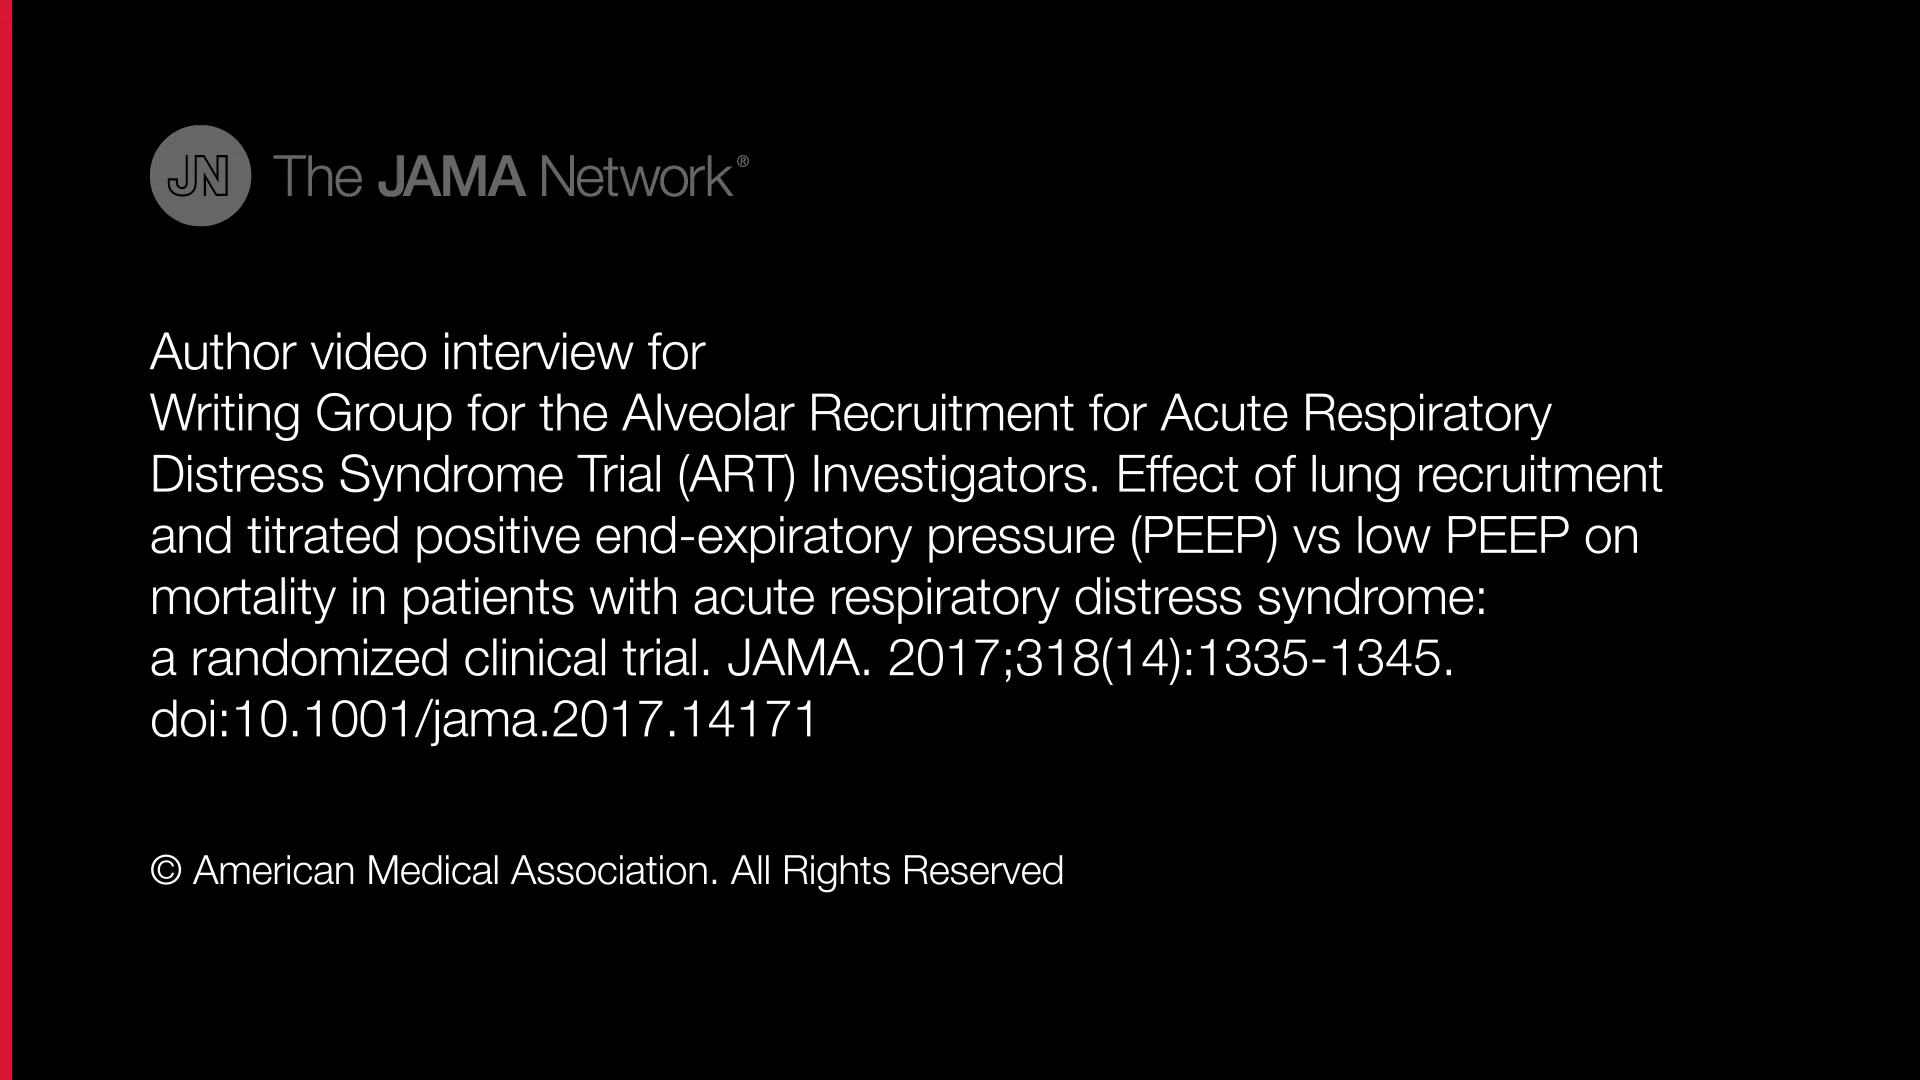 JN The JAMA Network®
Author video interview for
Writing Group for the Alveolar Recruitment for Acute Respiratory
Distress Syndrome Trial (ART) Investigators. Effect of lung recruitment
and titrated positive end-expiratory pressure (PEEP) vs low PEEP on
mortality in patients with acute respiratory distress syndrome:
a randomized clinical trial. JAMA. 2017;318(14):1335-1345.
doi:10.1001/jama.2017.14171
© American Medical Association. All Rights Reserved